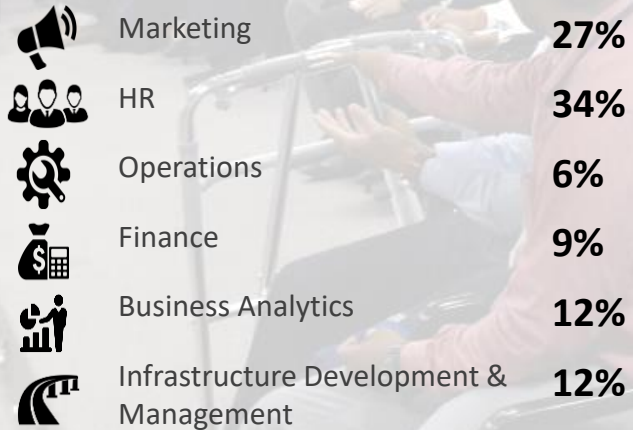 Marketing 27%
HR 34%
Operations 6%
Finance 9%
Business Analytics 12%
Infrastructure Development & 12%
Management